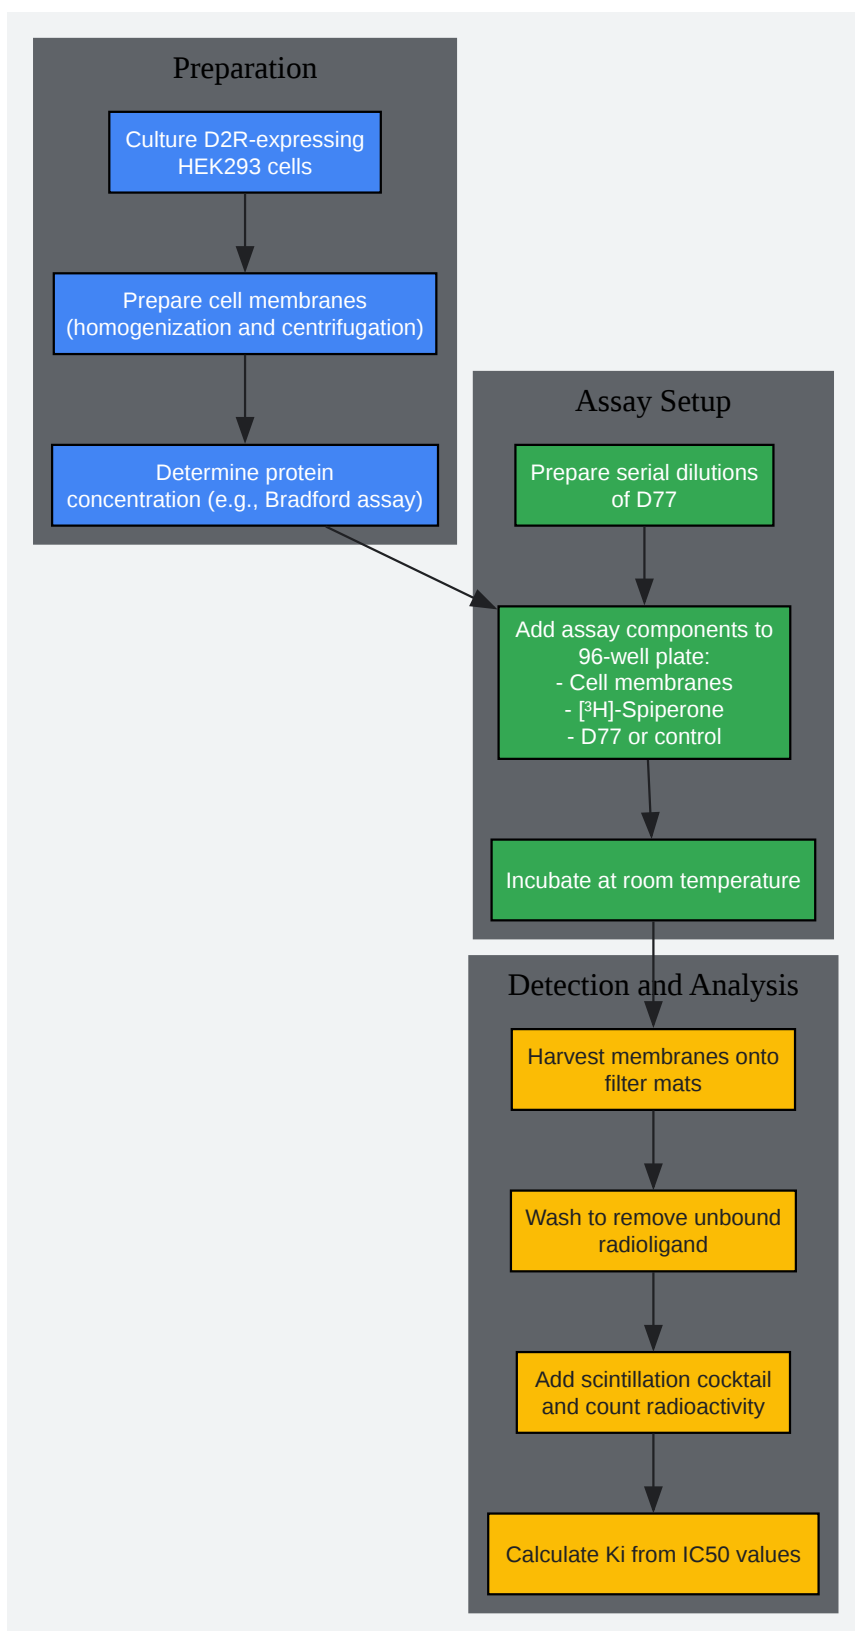 Preparation
Culture D2R-expressing
HEK293 cells
Prepare cell membranes
(homogenization and centrifugation)
Determine protein
concentration (e.g., Bradford assay)
Assay Setup
Prepare serial dilutions
of D77
Add assay components to
96-well plate:
- Cell membranes
- [³H]-Spiperone
- D77 or control
Incubate at room temperature
Detection and Analysis
Harvest membranes onto
filter mats
Wash to remove unbound
radioligand
Add scintillation cocktail
and count radioactivity
Calculate Ki from IC50 values